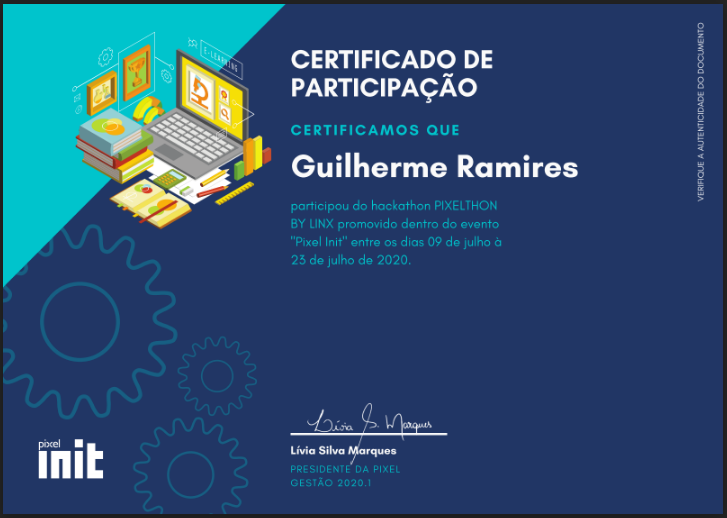 E-LEARNING
CERTIFICADO DE
PARTICIPAÇÃO
CERTIFICAMOS QUE
Guilherme Ramires
participou do hackathon PIXELTHON
BY LINX promovido dentro do evento
"Pixel Init" entre os dias 09 de julho à
23 de julho de 2020.
Lívia S. Marques
Lívia Silva Marques
PRESIDENTE DA PIXEL
GESTÃO 2020.1
pixel
init
VERIFIQUE A AUTENTICIDADE DO DOCUMENTO